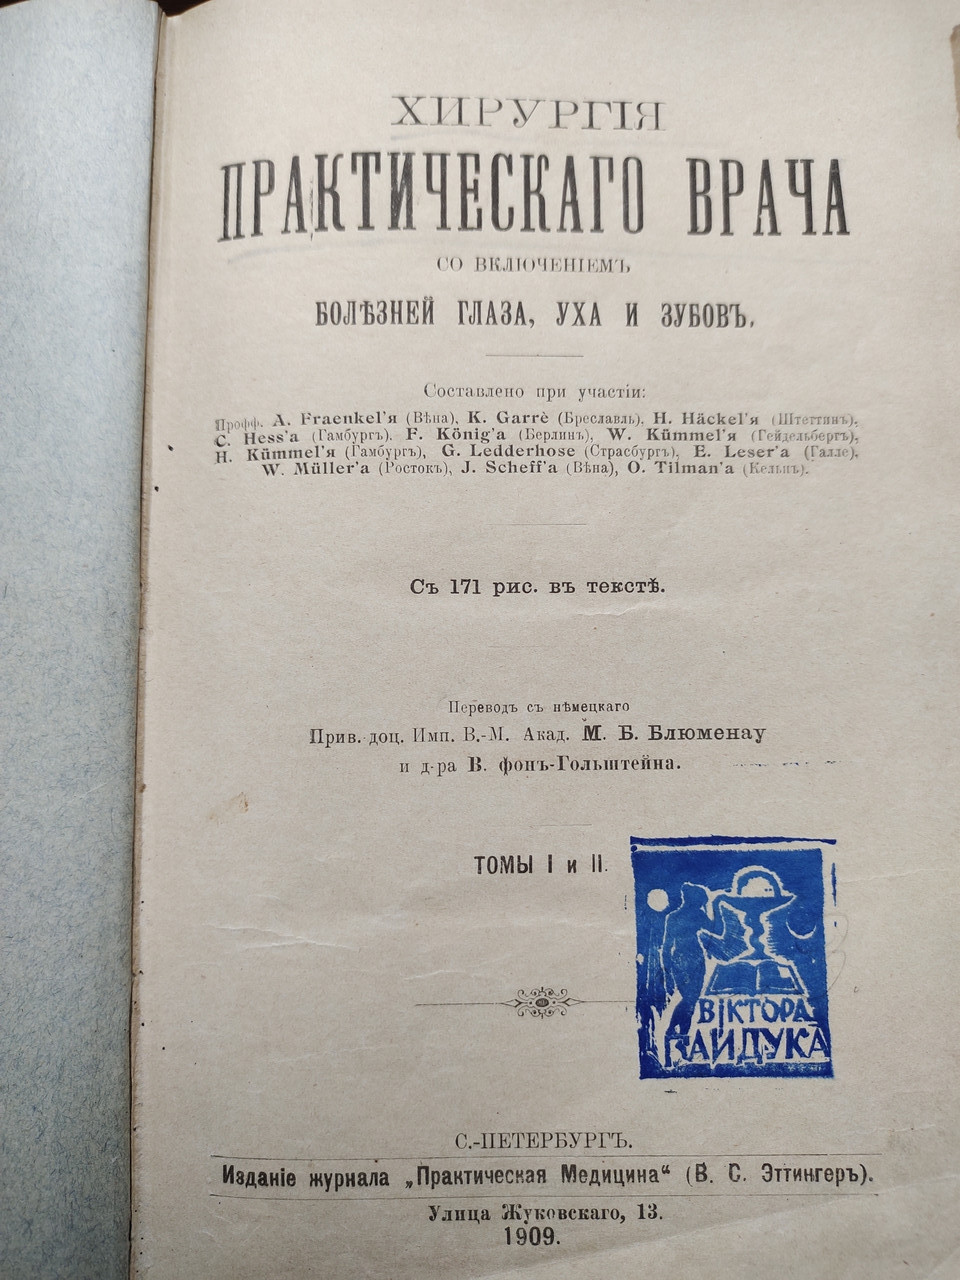 ХИРУРГІЯ
ПРАКТИЧЕСКАГО ВРАЧА
СО ВКЛЮЧЕНІЕМЪ
БОЛѢЗНЕЙ ГЛАЗА, УХА И ЗУБОВЪ.
Составлено при участіи:
Профф. A. Fraenkel'я (Вѣна), K. Garrè (Бреславль), H. Häckel'я (Штеттинъ),
C. Hess'а (Гамбургъ), F. König'а (Берлинъ), W. Kümmel'я (Гейдельбергъ),
H. Kümmel'я (Гамбургъ), G. Ledderhose (Страсбургъ), E. Leser'а (Галле),
W. Müller'а (Ростокъ), J. Scheff'а (Вѣна), O. Tilman'а (Кельнъ).
Съ 171 рис. въ текстѣ.
Переводъ съ нѣмецкаго
Прив.-доц. Имп. В.-М. Акад. М. Б. Блюменау
и д-ра В. фонъ-Гольштейна.
ТОМЫ I и II.
ВІКТОРА
ГАЙДУКА
С.-ПЕТЕРБУРГЪ.
Изданіе журнала „Практическая Медицина“ (В. С. Эттингеръ).
Улица Жуковскаго, 13.
1909.